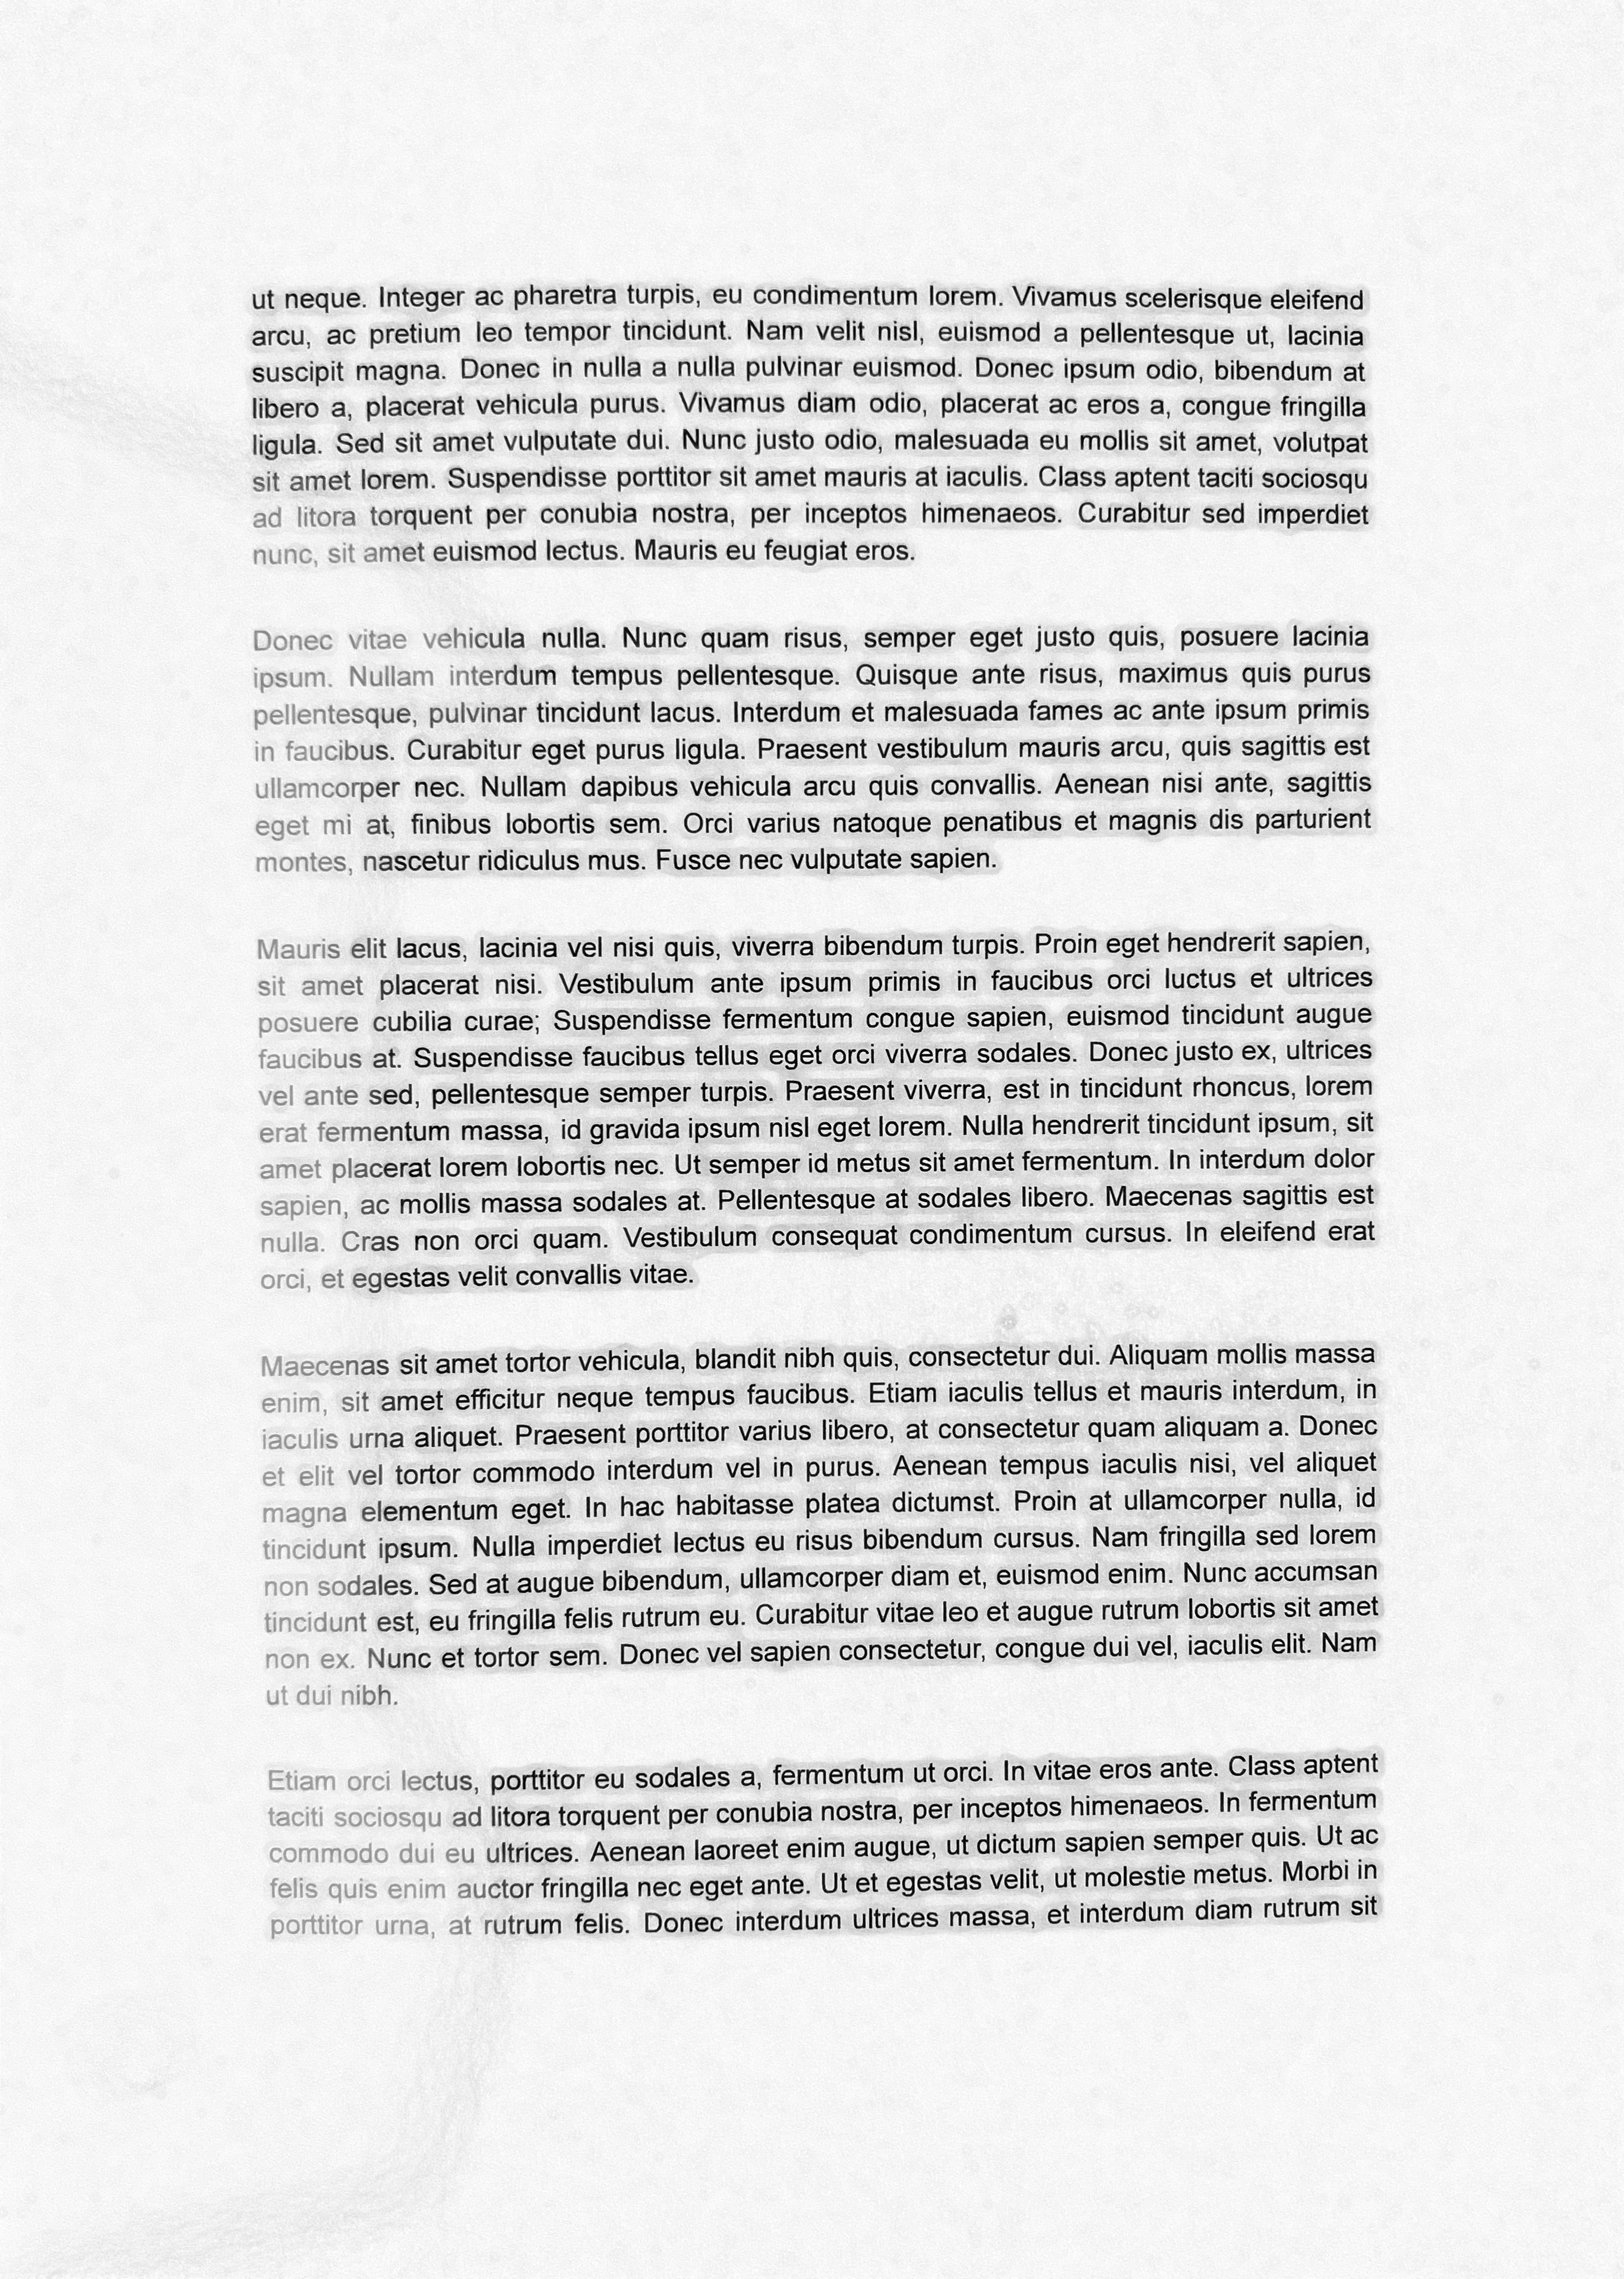 ut neque. Integer ac pharetra turpis, eu condimentum lorem. Vivamus scelerisque eleifend
arcu, ac pretium leo tempor tincidunt. Nam velit nisl, euismod a pellentesque ut, lacinia
suscipit magna. Donec in nulla a nulla pulvinar euismod. Donec ipsum odio, bibendum at
libero a, placerat vehicula purus. Vivamus diam odio, placerat ac eros a, congue fringilla
ligula. Sed sit amet vulputate dui. Nunc justo odio, malesuada eu mollis sit amet, volutpat
sit amet lorem. Suspendisse porttitor sit amet mauris at iaculis. Class aptent taciti sociosqu
ad litora torquent per conubia nostra, per inceptos himenaeos. Curabitur sed imperdiet
nunc, sit amet euismod lectus. Mauris eu feugiat eros.
Donec vitae vehicula nulla. Nunc quam risus, semper eget justo quis, posuere lacinia
ipsum. Nullam interdum tempus pellentesque. Quisque ante risus, maximus quis purus
pellentesque, pulvinar tincidunt lacus. Interdum et malesuada fames ac ante ipsum primis
in faucibus. Curabitur eget purus ligula. Praesent vestibulum mauris arcu, quis sagittis est
ullamcorper nec. Nullam dapibus vehicula arcu quis convallis. Aenean nisi ante, sagittis
eget mi at, finibus lobortis sem. Orci varius natoque penatibus et magnis dis parturient
montes, nascetur ridiculus mus. Fusce nec vulputate sapien.
Mauris elit lacus, lacinia vel nisi quis, viverra bibendum turpis. Proin eget hendrerit sapien,
sit amet placerat nisi. Vestibulum ante ipsum primis in faucibus orci luctus et ultrices
posuere cubilia curae; Suspendisse fermentum congue sapien, euismod tincidunt augue
faucibus at. Suspendisse faucibus tellus eget orci viverra sodales. Donec justo ex, ultrices
vel ante sed, pellentesque semper turpis. Praesent viverra, est in tincidunt rhoncus, lorem
erat fermentum massa, id gravida ipsum nisl eget lorem. Nulla hendrerit tincidunt ipsum, sit
amet placerat lorem lobortis nec. Ut semper id metus sit amet fermentum. In interdum dolor
sapien, ac mollis massa sodales at. Pellentesque at sodales libero. Maecenas sagittis est
nulla. Cras non orci quam. Vestibulum consequat condimentum cursus. In eleifend erat
orci, et egestas velit convallis vitae.
Maecenas sit amet tortor vehicula, blandit nibh quis, consectetur dui. Aliquam mollis massa
enim, sit amet efficitur neque tempus faucibus. Etiam iaculis tellus et mauris interdum, in
iaculis urna aliquet. Praesent porttitor varius libero, at consectetur quam aliquam a. Donec
et elit vel tortor commodo interdum vel in purus. Aenean tempus iaculis nisi, vel aliquet
magna elementum eget. In hac habitasse platea dictumst. Proin at ullamcorper nulla, id
tincidunt ipsum. Nulla imperdiet lectus eu risus bibendum cursus. Nam fringilla sed lorem
non sodales. Sed at augue bibendum, ullamcorper diam et, euismod enim. Nunc accumsan
tincidunt est, eu fringilla felis rutrum eu. Curabitur vitae leo et augue rutrum lobortis sit amet
non ex. Nunc et tortor sem. Donec vel sapien consectetur, congue dui vel, iaculis elit. Nam
ut dui nibh.
Etiam orci lectus, porttitor eu sodales a, fermentum ut orci. In vitae eros ante. Class aptent
taciti sociosqu ad litora torquent per conubia nostra, per inceptos himenaeos. In fermentum
commodo dui eu ultrices. Aenean laoreet enim augue, ut dictum sapien semper quis. Ut ac
felis quis enim auctor fringilla nec eget ante. Ut et egestas velit, ut molestie metus. Morbi in
porttitor urna, at rutrum felis. Donec interdum ultrices massa, et interdum diam rutrum sit